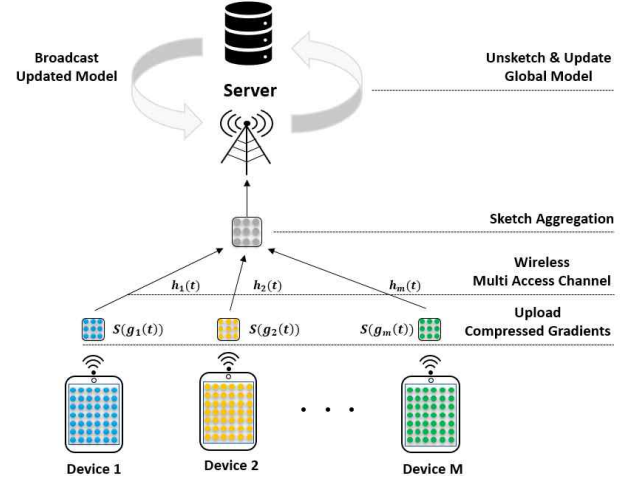 Broadcast
Updated Model
Unsketch & Update
Global Model
Server
Sketch Aggregation
Wireless
Multi Access Channel
h₁(t)
h₂(t)
hₘ(t)
Upload
Compressed Gradients
S(g₁(t))
S(g₂(t))
S(gₘ(t))
Device 1
Device 2
. . .
Device M